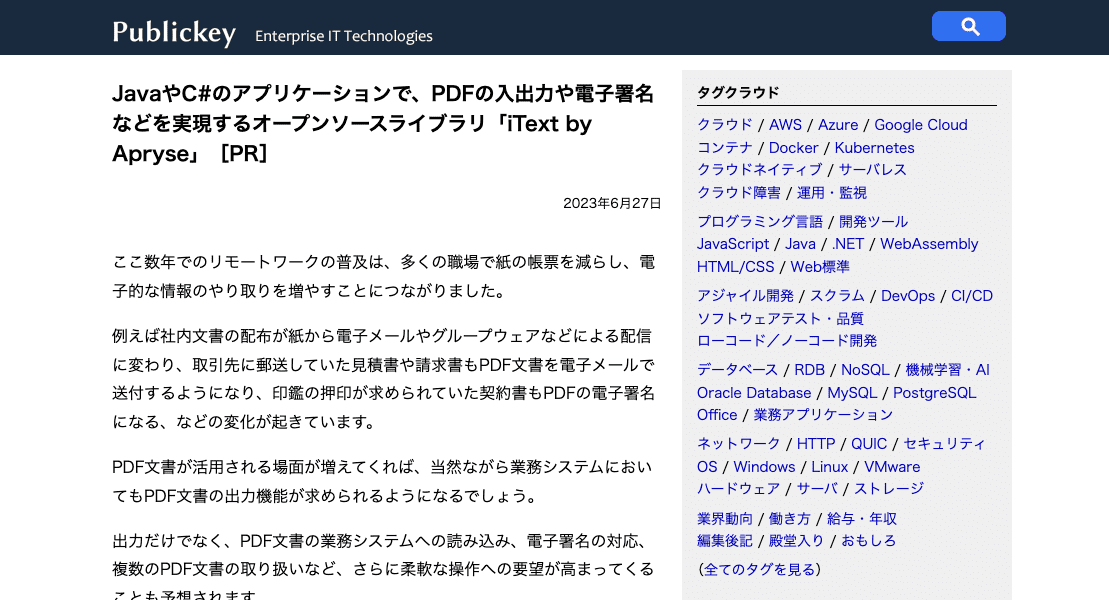 Publickey Enterprise IT Technologies
JavaやC#のアプリケーションで、PDFの入出力や電子署名
などを実現するオープンソースライブラリ「iText by
Apryse」［PR］
2023年6月27日
ここ数年でのリモートワークの普及は、多くの職場で紙の帳票を減らし、電
子的な情報のやり取りを増やすことにつながりました。
例えば社内文書の配布が紙から電子メールやグループウェアなどによる配信
に変わり、取引先に郵送していた見積書や請求書もPDF文書を電子メールで
送付するようになり、印鑑の押印が求められていた契約書もPDFの電子署名
になる、などの変化が起きています。
PDF文書が活用される場面が増えてくれば、当然ながら業務システムにおい
てもPDF文書の出力機能が求められるようになるでしょう。
出力だけでなく、PDF文書の業務システムへの読み込み、電子署名の対応、
複数のPDF文書の取り扱いなど、さらに柔軟な操作への要望が高まってくる
ことも予想されます
タグクラウド
クラウド / AWS / Azure / Google Cloud
コンテナ / Docker / Kubernetes
クラウドネイティブ / サーバレス
クラウド障害 / 運用・監視
プログラミング言語 / 開発ツール
JavaScript / Java / .NET / WebAssembly
HTML/CSS / Web標準
アジャイル開発 / スクラム / DevOps / CI/CD
ソフトウェアテスト・品質
ローコード／ノーコード開発
データベース / RDB / NoSQL / 機械学習・AI
Oracle Database / MySQL / PostgreSQL
Office / 業務アプリケーション
ネットワーク / HTTP / QUIC / セキュリティ
OS / Windows / Linux / VMware
ハードウェア / サーバ / ストレージ
業界動向 / 働き方 / 給与・年収
編集後記 / 殿堂入り / おもしろ
（全てのタグを見る）